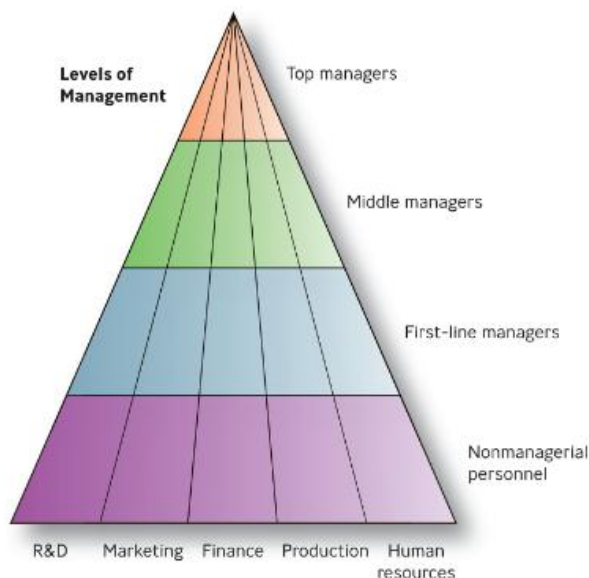 Levels of
Management
Top managers
Middle managers
First-line managers
Nonmanagerial
personnel
R&D Marketing Finance Production Human
resources